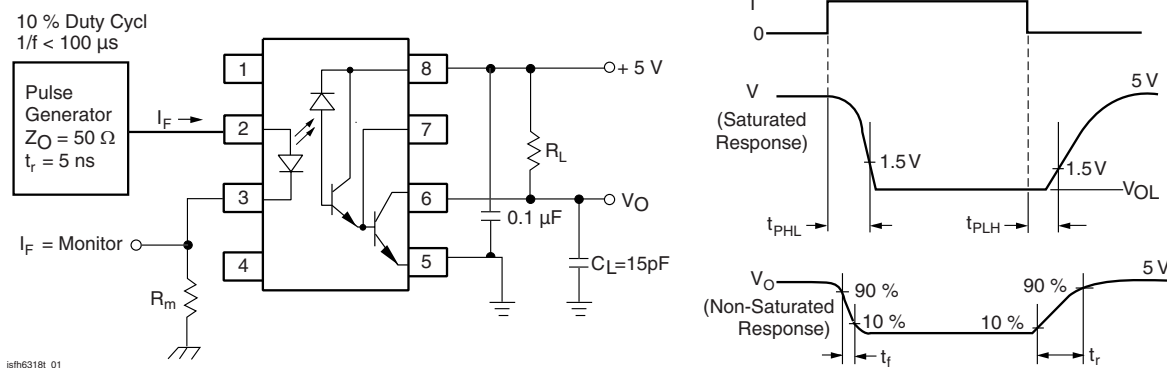 10 % Duty Cycl
1/f < 100 µs
Pulse
Generator
Z_O = 50 Ω
t_r = 5 ns
I_F
1
2
3
4
8
7
6
5
+ 5 V
R_L
V_O
0.1 µF
C_L=15pF
I_F = Monitor
R_m
isfh6318t_01
0
V
(Saturated
Response)
5 V
1.5 V
1.5 V
V_OL
t_PHL
t_PLH
V_O
(Non-Saturated
Response)
5 V
90 %
90 %
10 %
10 %
t_f
t_r